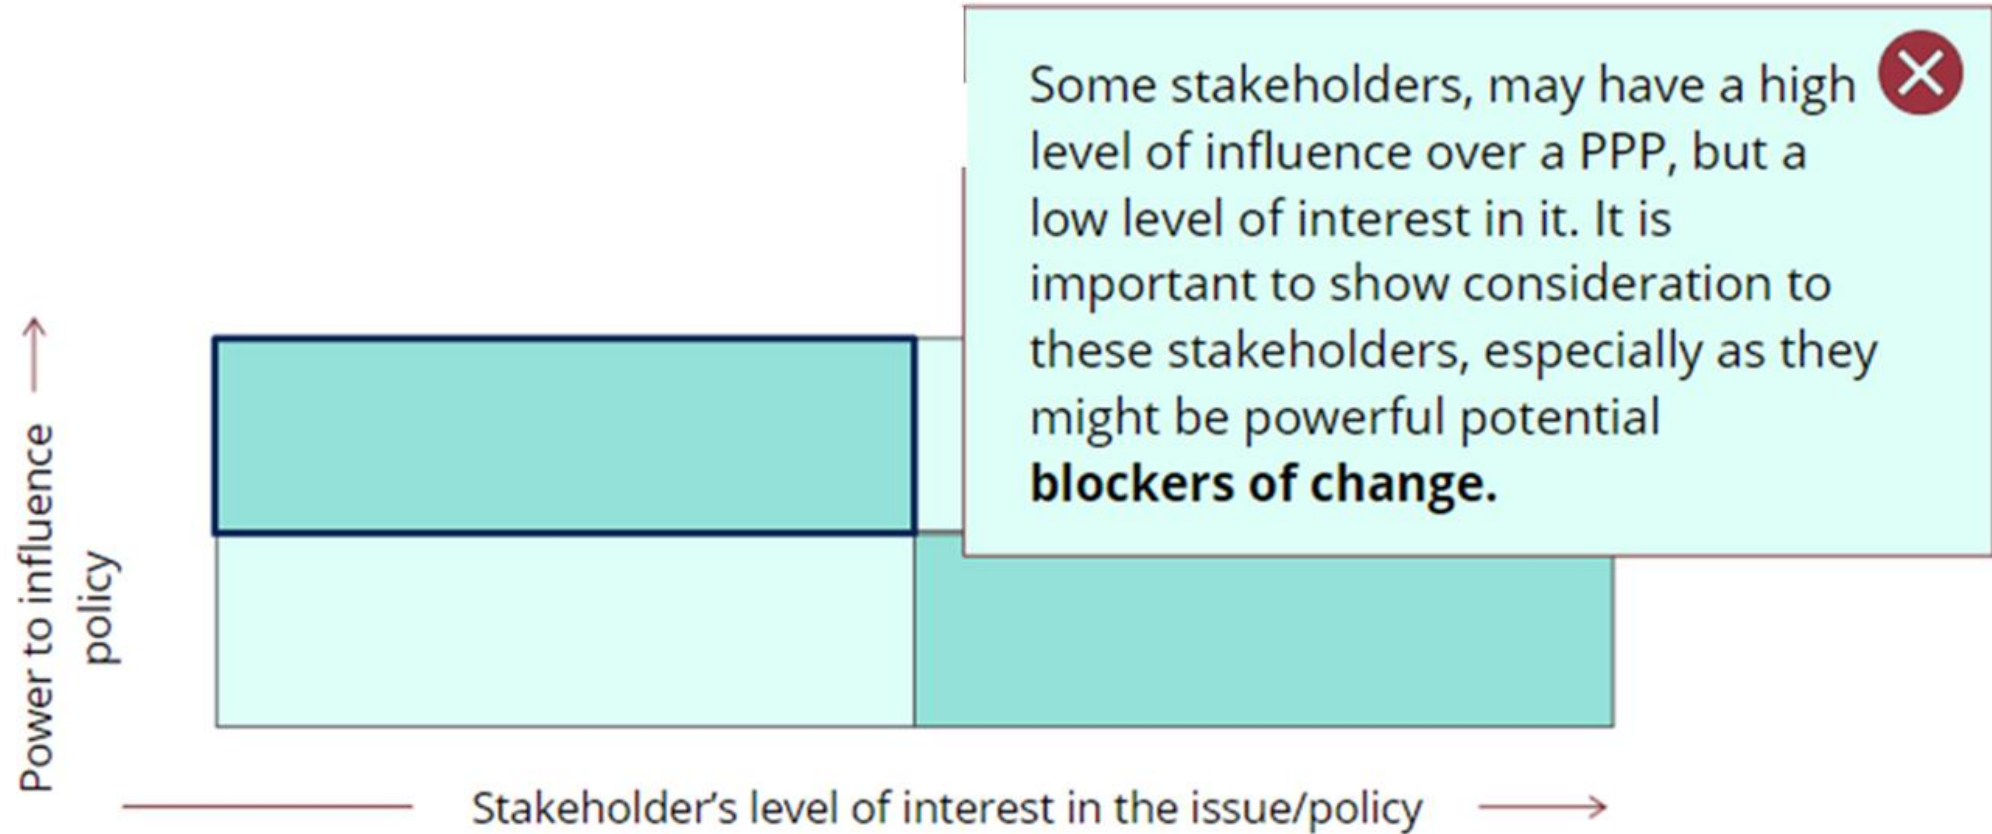 Some stakeholders, may have a high
level of influence over a PPP, but a
low level of interest in it. It is
important to show consideration to
these stakeholders, especially as they
might be powerful potential
blockers of change.
Power to influence
policy
Stakeholder’s level of interest in the issue/policy